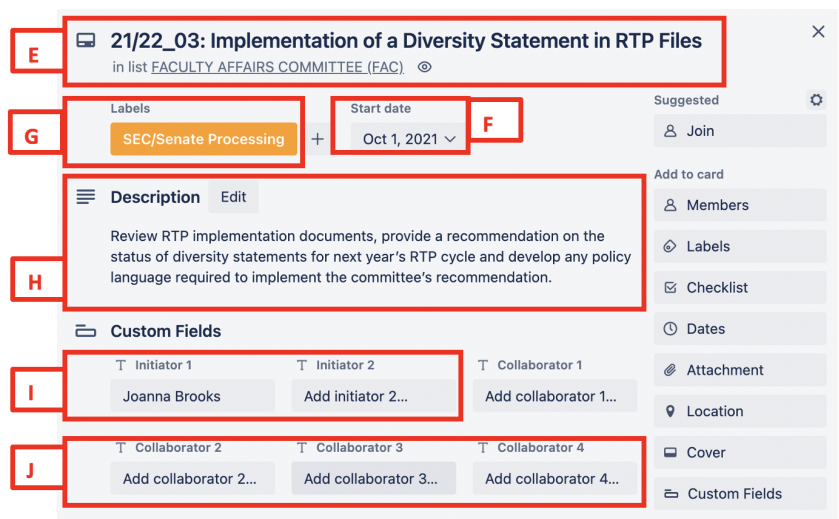 E
21/22_03: Implementation of a Diversity Statement in RTP Files
in list FACULTY AFFAIRS COMMITTEE (FAC)
G
Labels
SEC/Senate Processing
+
Start date
Oct 1, 2021
F
Suggested
Join
Add to card
Members
Labels
Checklist
Dates
Attachment
Location
Cover
Custom Fields
H
Description
Edit
Review RTP implementation documents, provide a recommendation on the
status of diversity statements for next year's RTP cycle and develop any policy
language required to implement the committee's recommendation.
Custom Fields
I
T Initiator 1
T Initiator 2
T Collaborator 1
Joanna Brooks
Add initiator 2...
Add collaborator 1...
J
T Collaborator 2
T Collaborator 3
T Collaborator 4
Add collaborator 2...
Add collaborator 3...
Add collaborator 4...